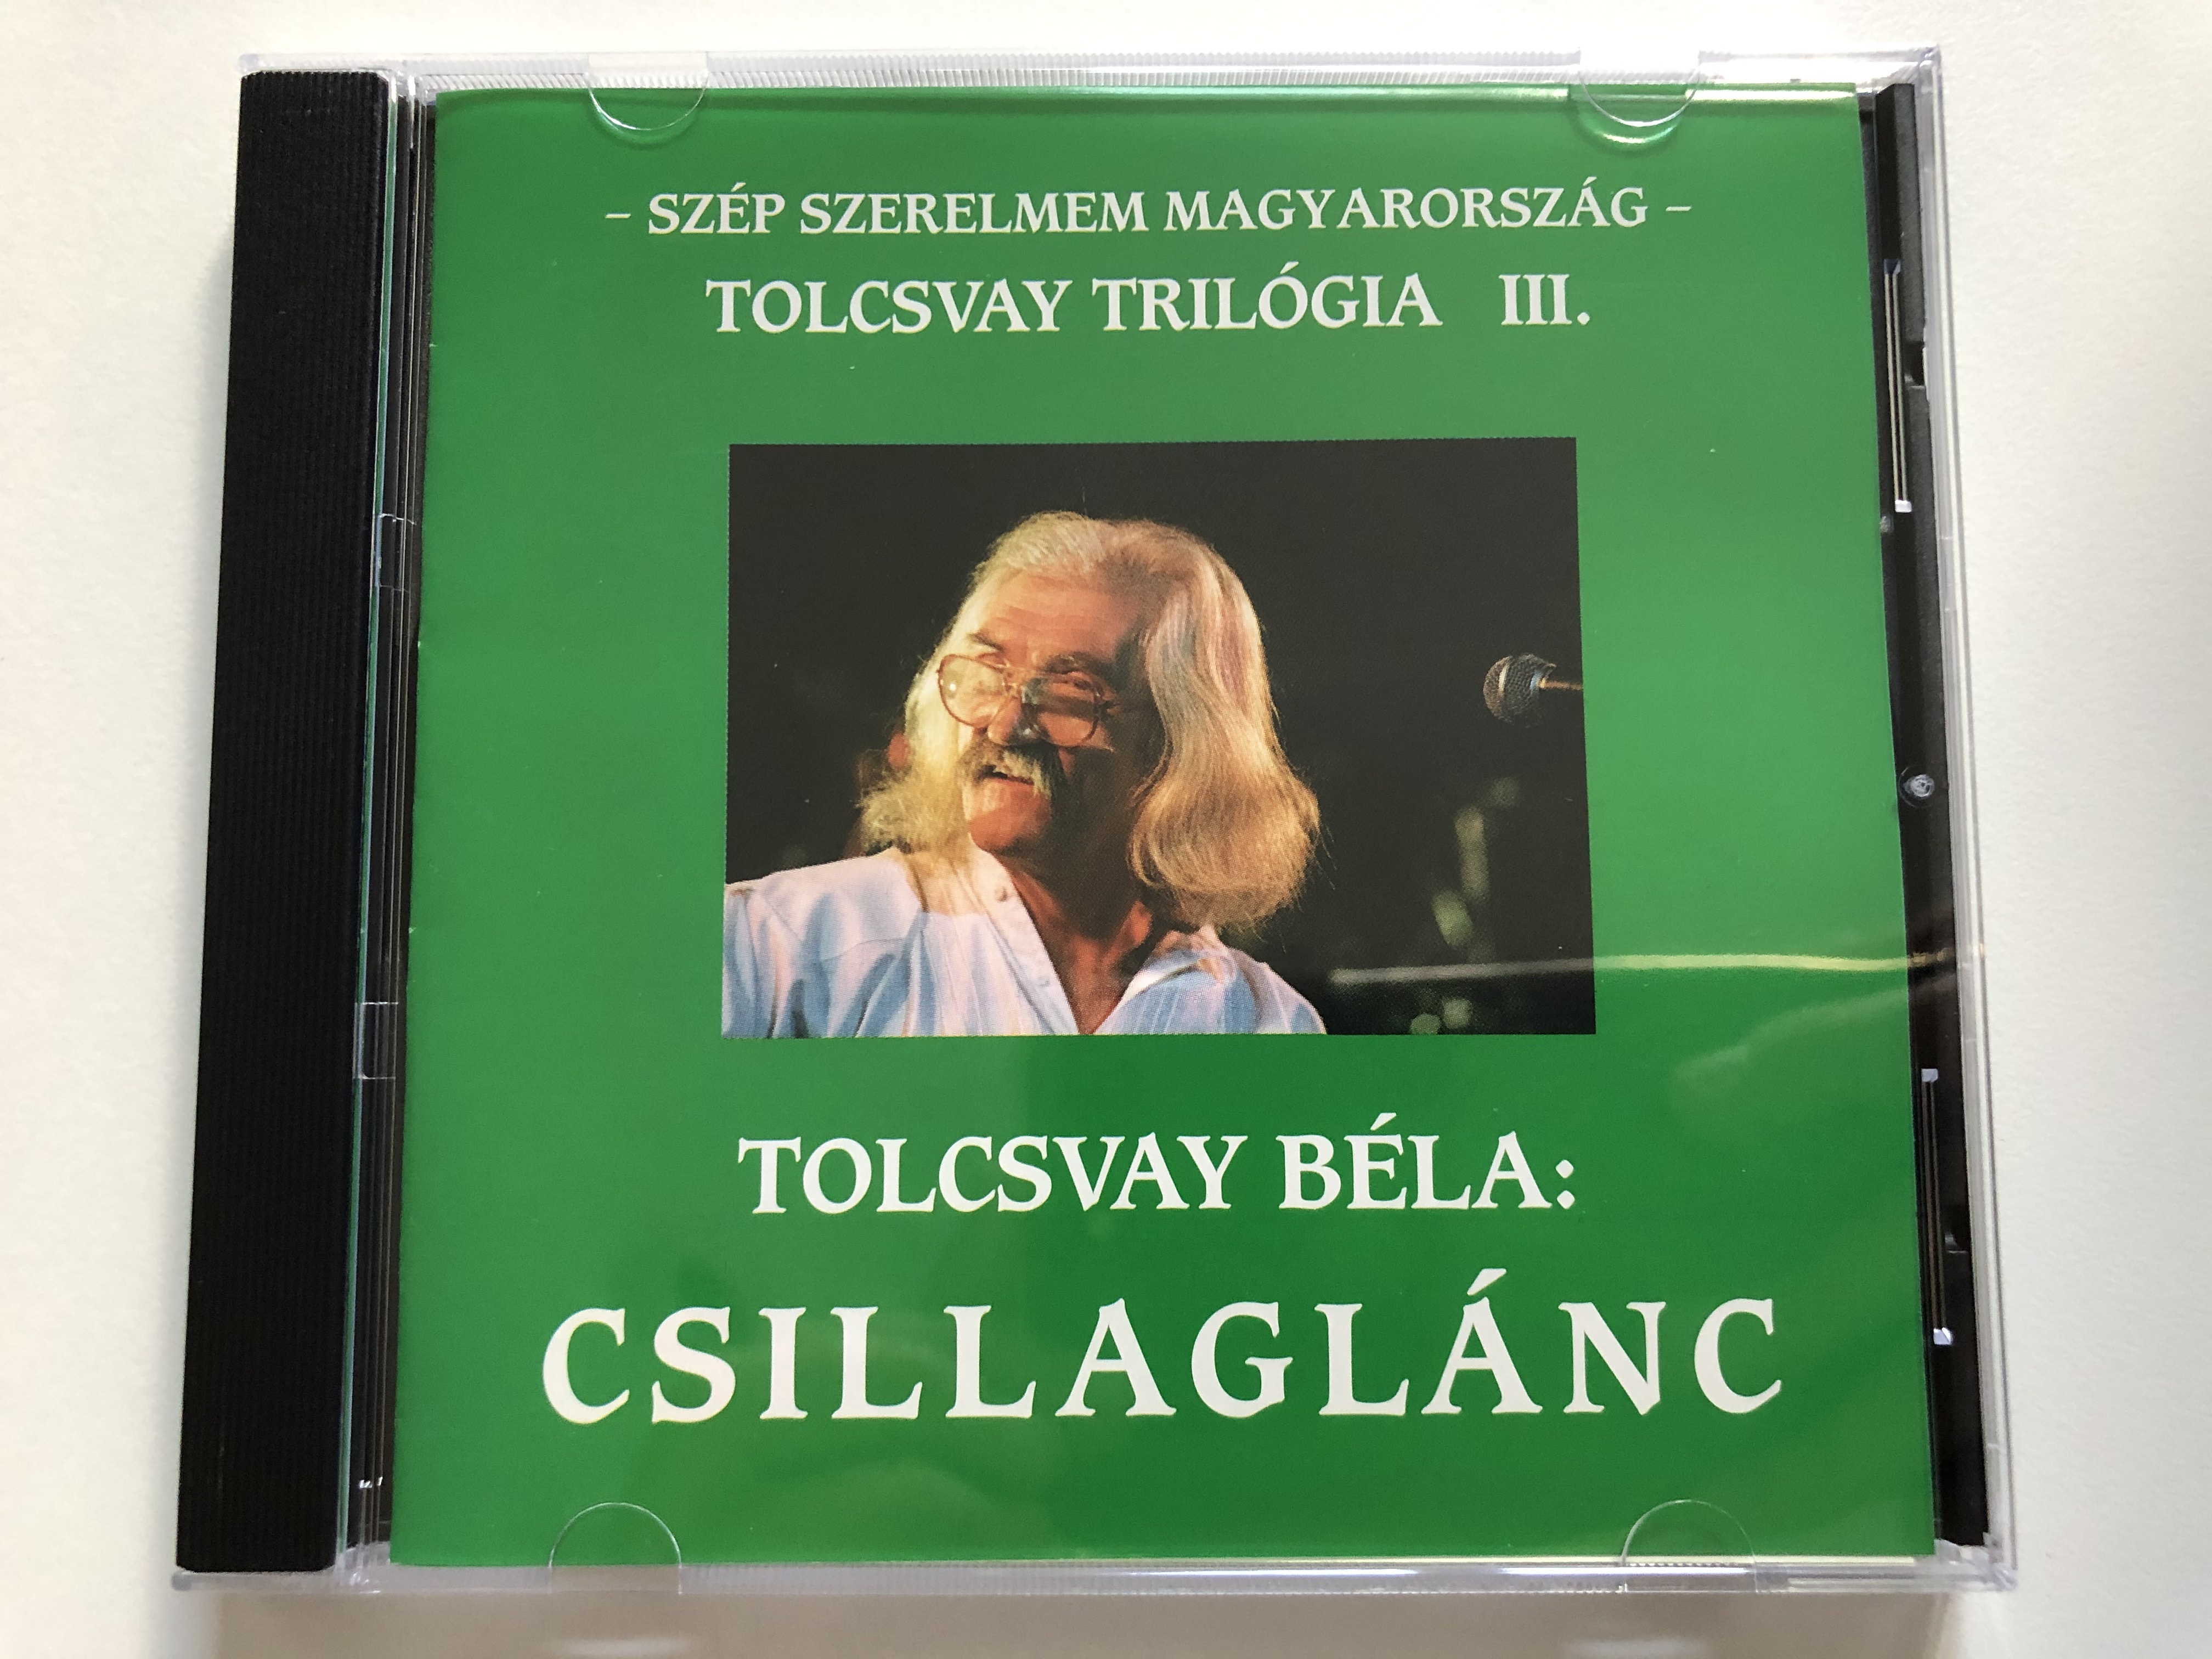 – SZÉP SZERELMEM MAGYARORSZÁG –
TOLCSVAY TRILÓGIA III.
TOLCSVAY BÉLA:
CSILLAGLÁNC